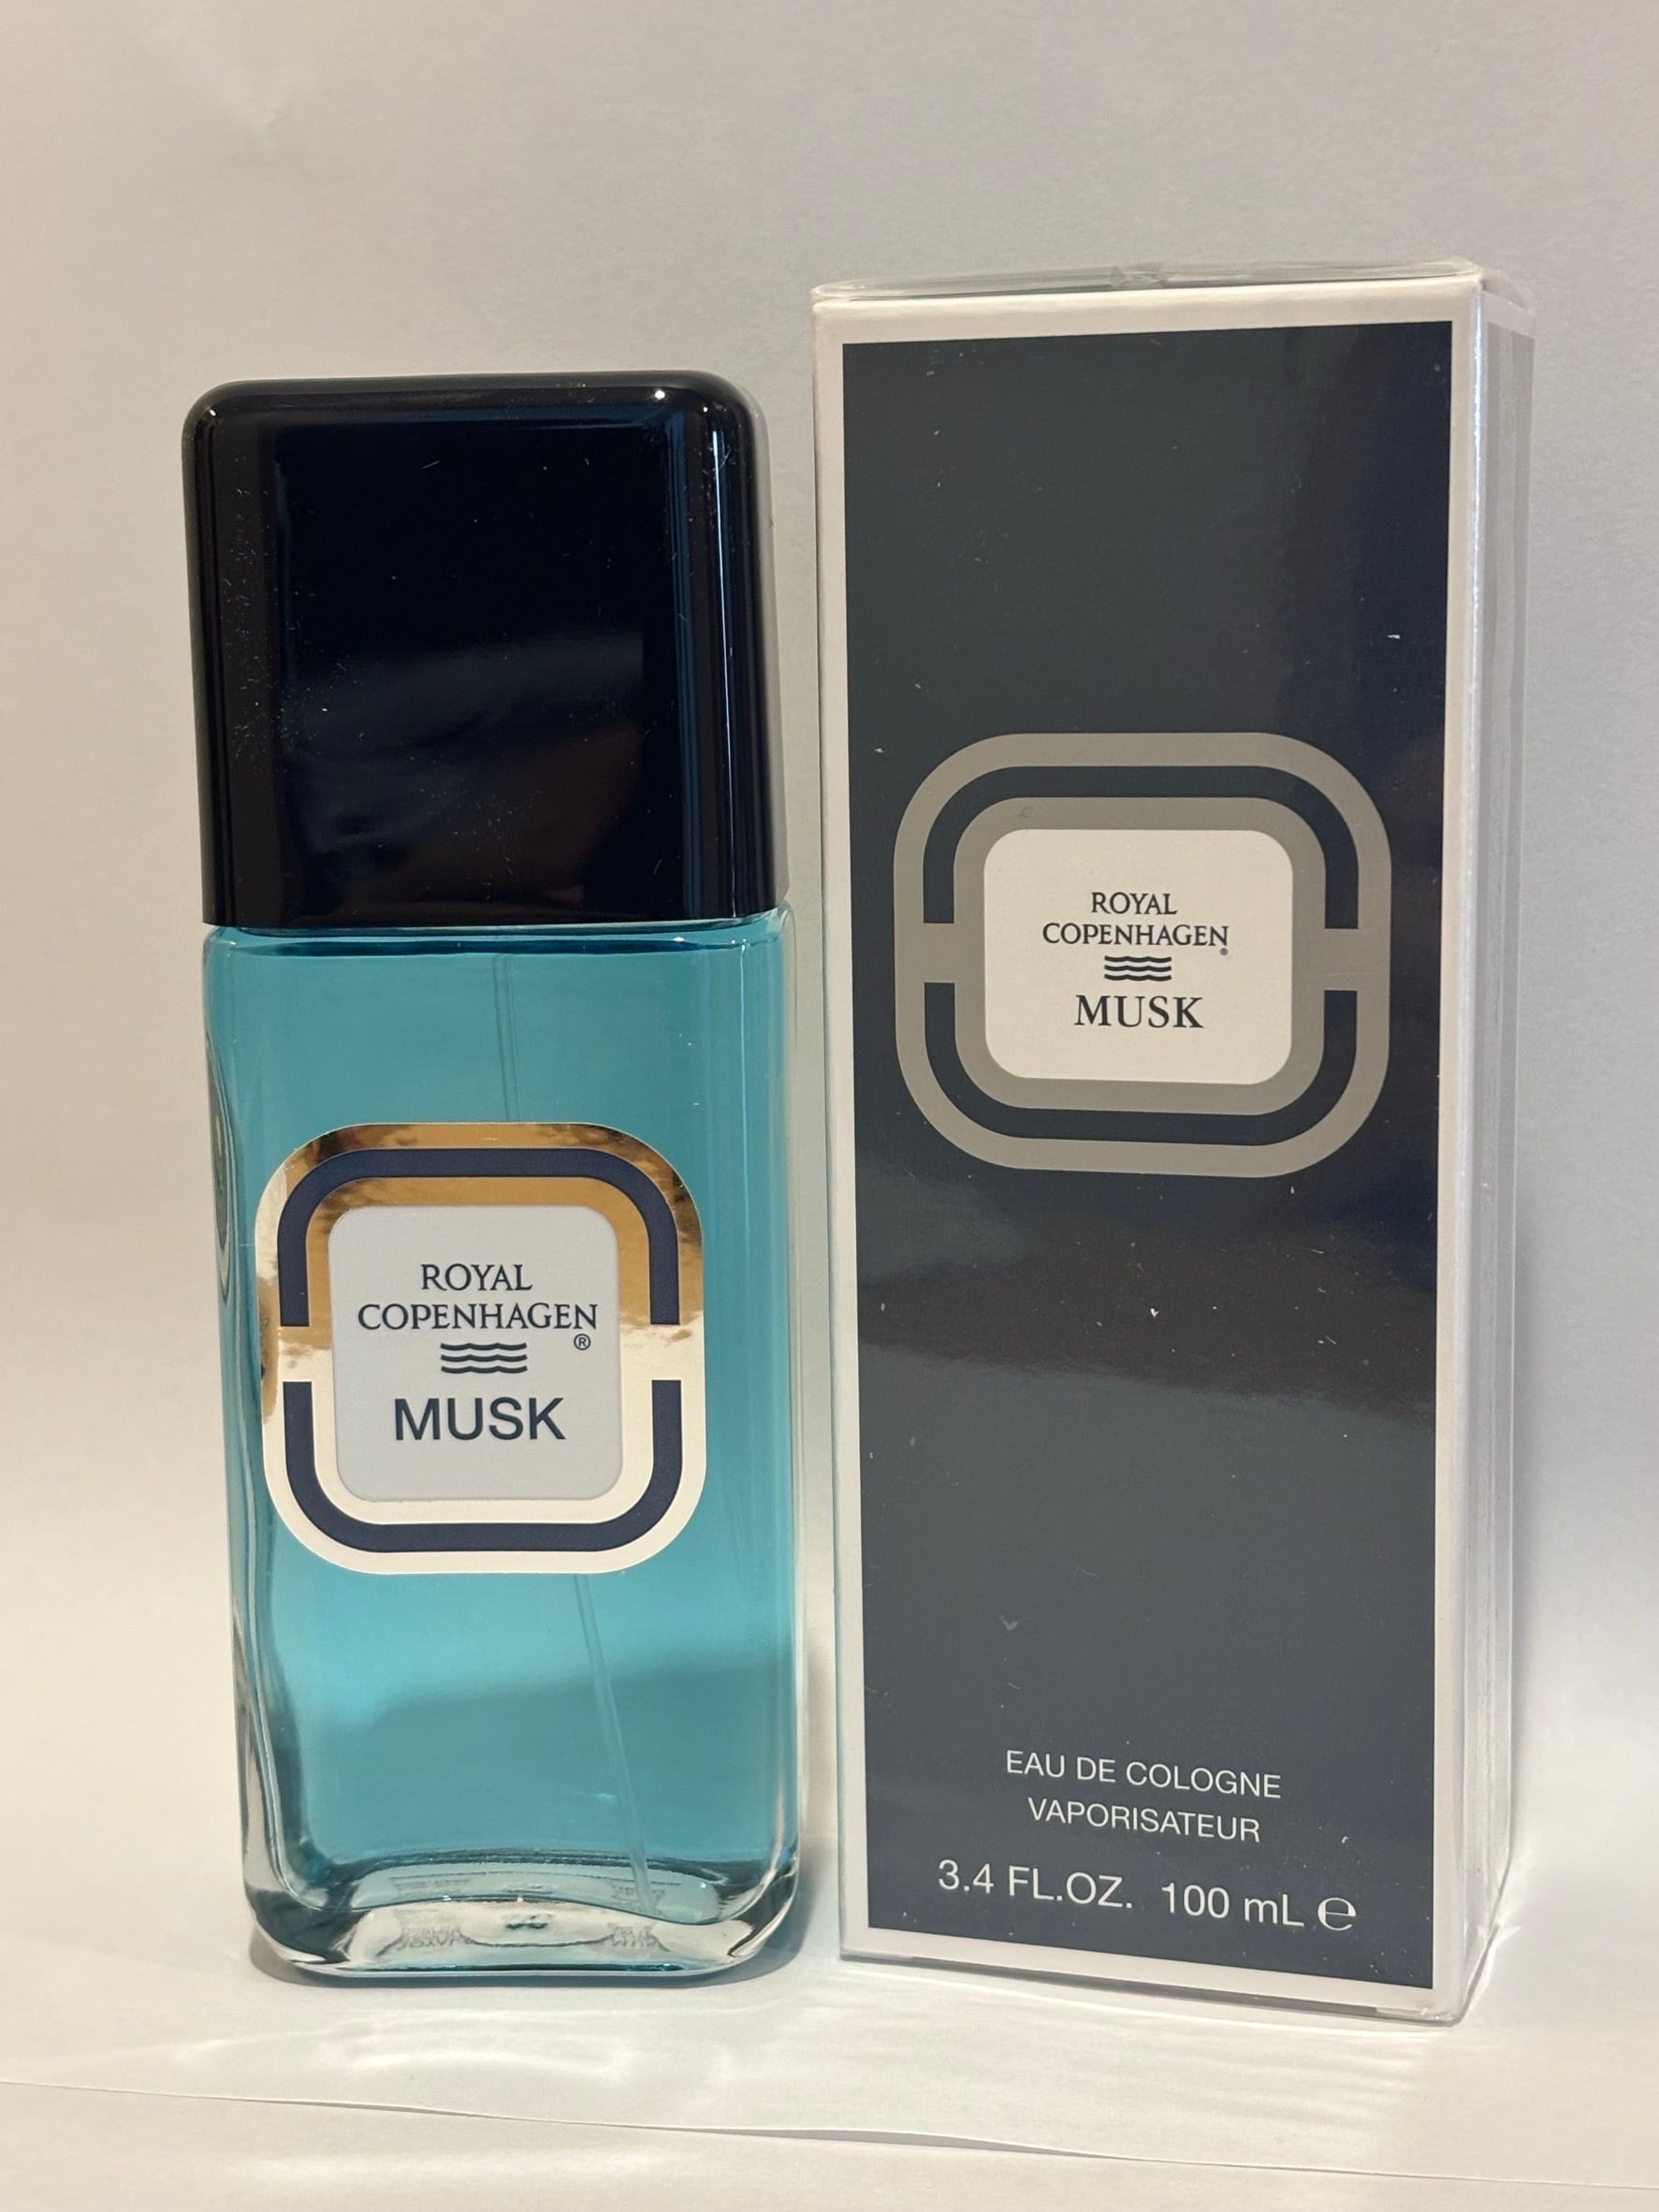 ROYAL
COPENHAGEN
®
MUSK
ROYAL
COPENHAGEN
®
MUSK
EAU DE COLOGNE
VAPORISATEUR
3.4 FL.OZ. 100 mL ℮